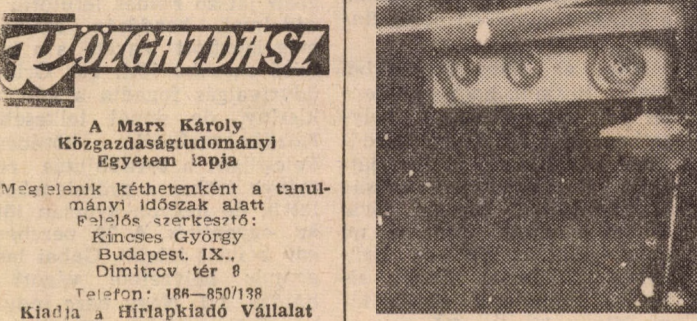 KÖZGAZDÁSZ
A Marx Károly
Közgazdaságtudományi
Egyetem lapja
Megjelenik kéthetenként a tanul-
mányi időszak alatt
Felelős szerkesztő:
Kincses György
Budapest. IX.,
Dimitrov tér 8
Telefon: 186—850/138
Kiadja a Hírlapkiadó Vállalat